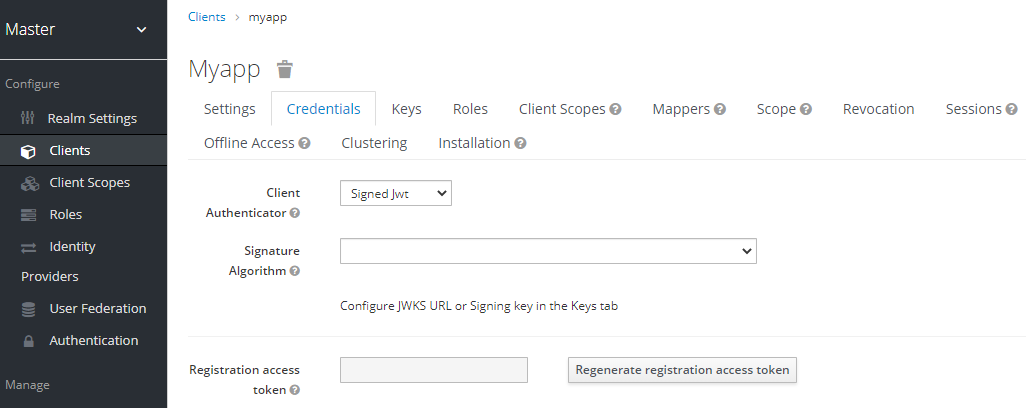 Master
Configure
Realm Settings
Clients
Client Scopes
Roles
Identity
Providers
User Federation
Authentication
Manage
Clients > myapp
Myapp
Settings Credentials Keys Roles Client Scopes ? Mappers ? Scope ? Revocation Sessions ?
Offline Access ? Clustering Installation ?
Client
Authenticator ?
Signed Jwt
Signature
Algorithm ?
Configure JWKS URL or Signing key in the Keys tab
Registration access
token ?
Regenerate registration access token